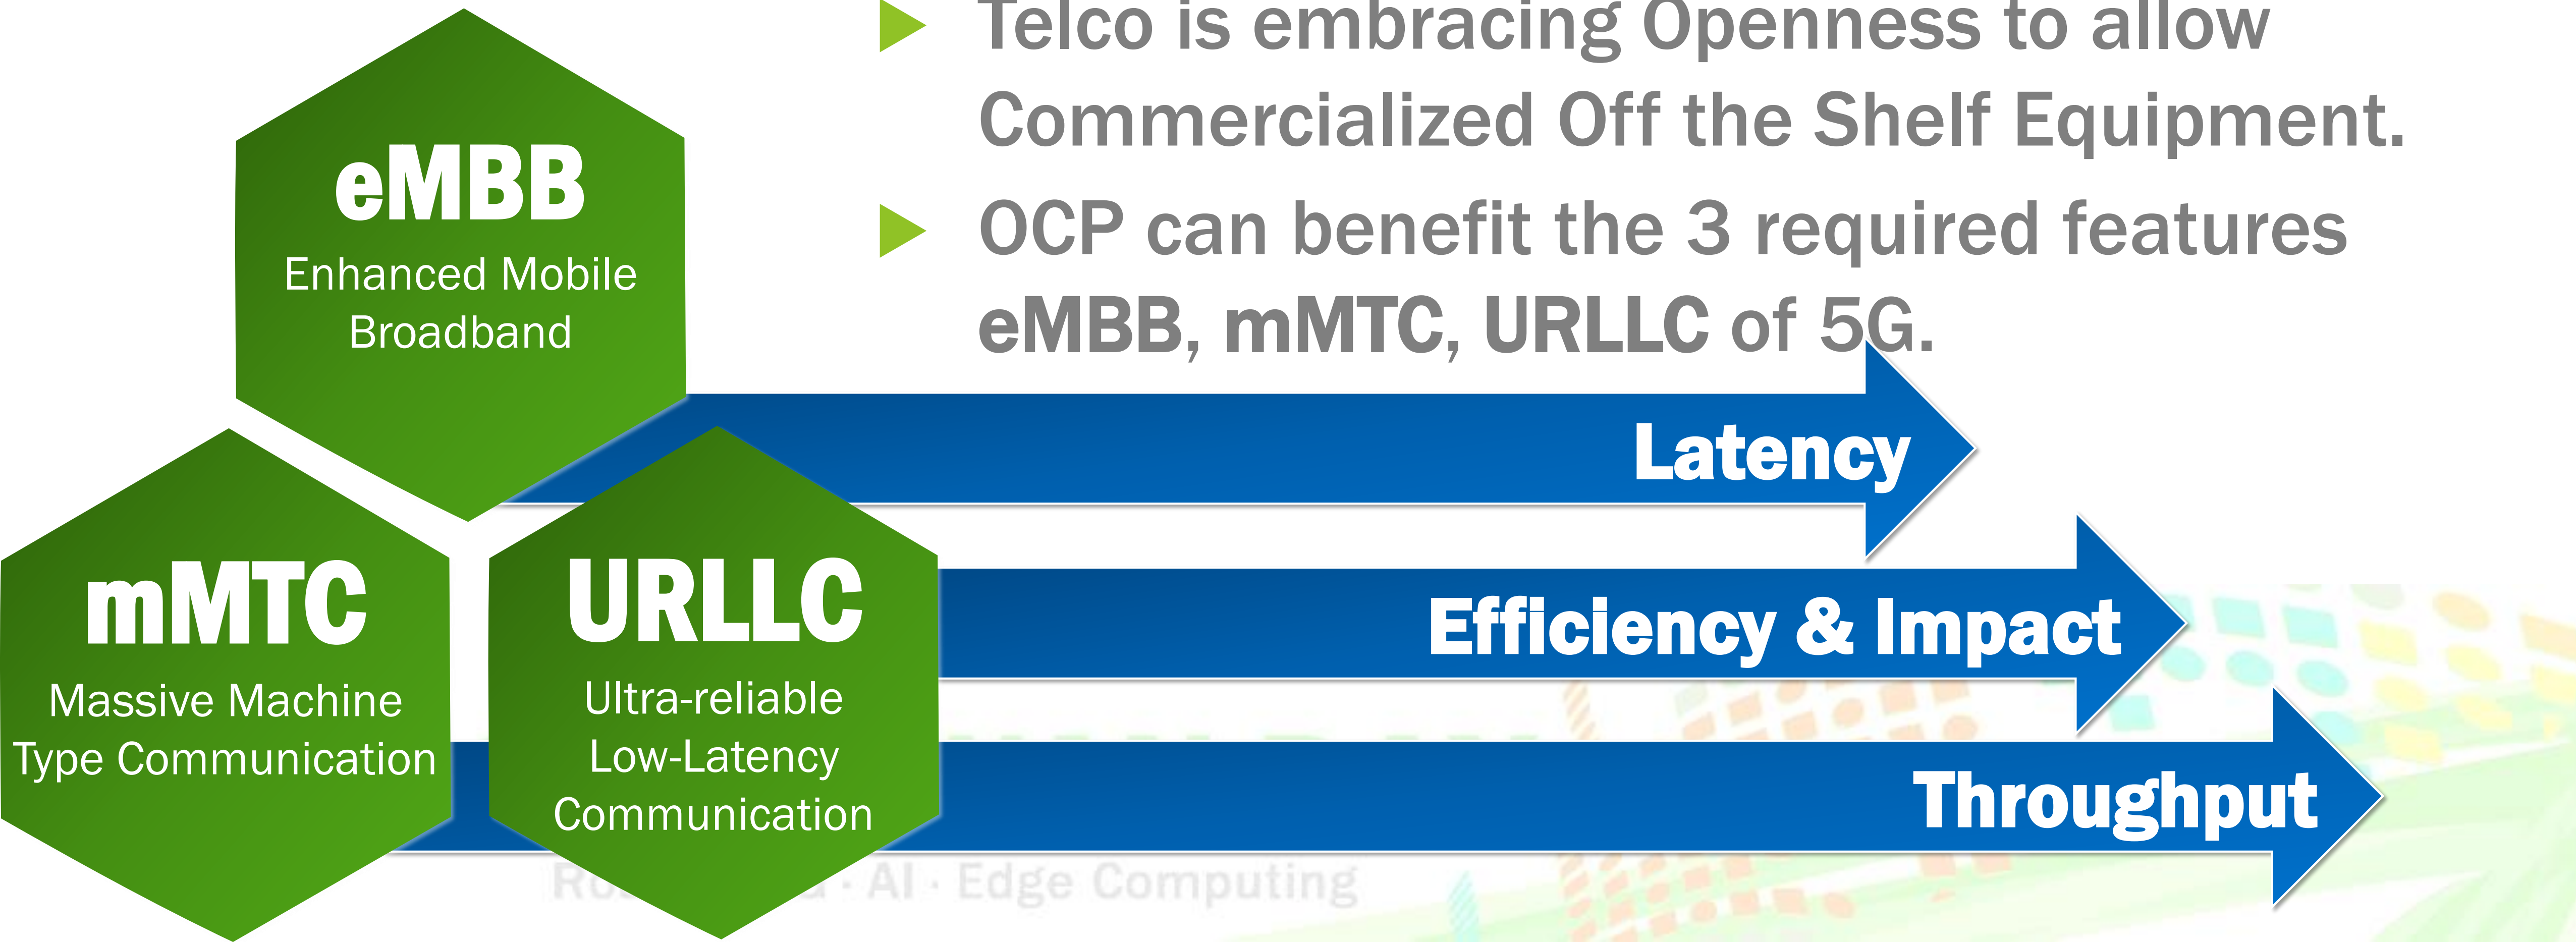 Telco is embracing Openness to allow
Commercialized Off the Shelf Equipment.
OCP can benefit the 3 required features
eMBB, mMTC, URLLC of 5G.
eMBB
Enhanced Mobile
Broadband
Latency
mMTC
Massive Machine
Type Communication
URLLC
Ultra-reliable
Low-Latency
Communication
Efficiency & Impact
Throughput
· AI · Edge Computing